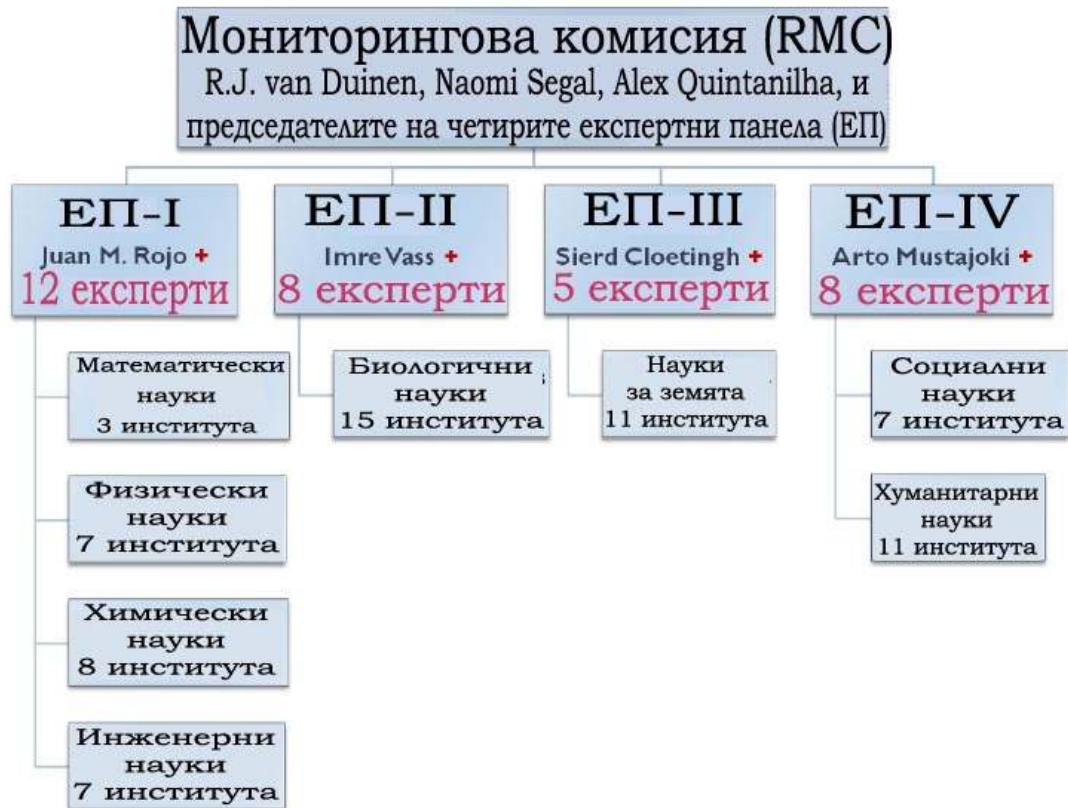 Мониторингова комисия (RMC)
R.J. van Duinen, Naomi Segal, Alex Quintanilha, и
председателите на четирите експертни панела (ЕП)
ЕП-I
Juan M. Rojo +
12 експерти
Математически
науки
3 института
Физически
науки
7 института
Химически
науки
8 института
Инженерни
науки
7 института
ЕП-II
Imre Vass +
8 експерти
Биологични
науки
15 института
ЕП-III
Sierd Cloetingh +
5 експерти
Науки
за земята
11 института
ЕП-IV
Arto Mustajoki +
8 експерти
Социални
науки
7 института
Хуманитарни
науки
11 института